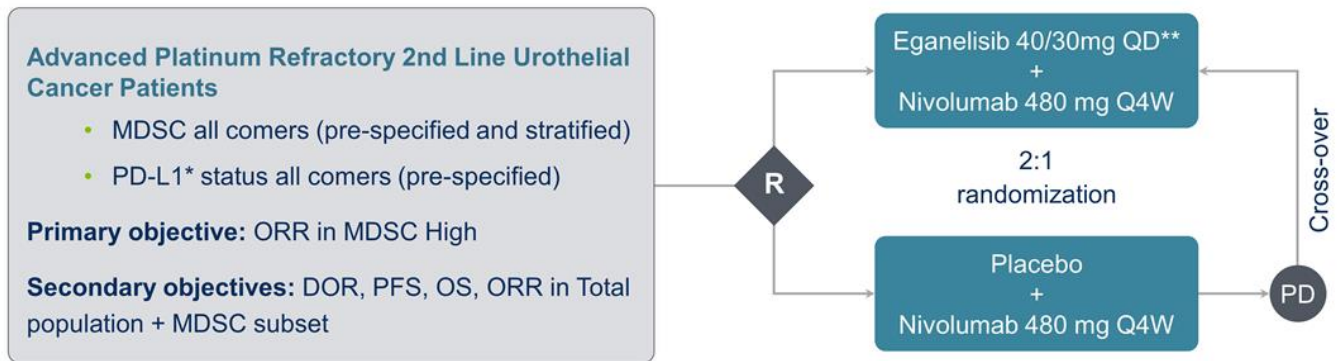 Advanced Platinum Refractory 2nd Line Urothelial
Cancer Patients
• MDSC all comers (pre-specified and stratified)
• PD-L1* status all comers (pre-specified)
Primary objective: ORR in MDSC High
Secondary objectives: DOR, PFS, OS, ORR in Total
population + MDSC subset
R
Eganelisib 40/30mg QD**
+
Nivolumab 480 mg Q4W
2:1
randomization
Placebo
+
Nivolumab 480 mg Q4W
PD
Cross-over